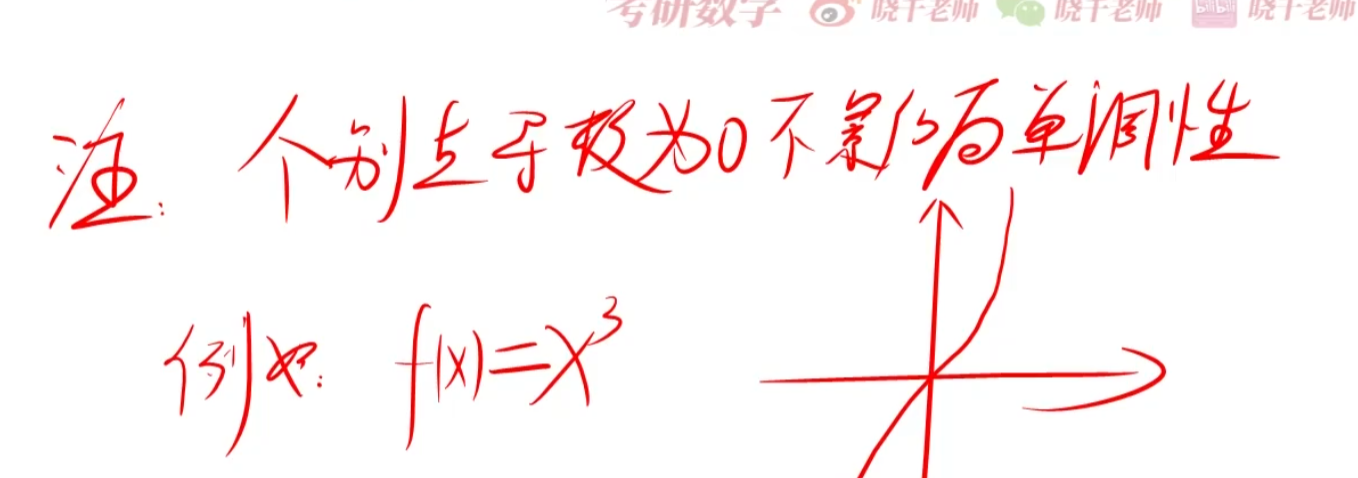 考研数学 晓千老师 晓千老师 晓千老师
注: 个别点导数为0不影响单调性
例如: f(x)=x³